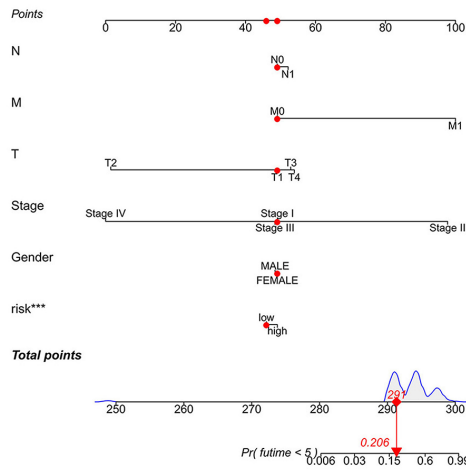 Points
0 20 40 60 80 100
N
N0
N1
M
M0
M1
T
T2 T3
T1 T4
Stage
Stage IV Stage I
Stage III Stage II
Gender
MALE
FEMALE
risk***
low
high
Total points
291
250 260 270 280 290 300
0.206
Pr( futime < 5)
0.006 0.03 0.15 0.6 0.99